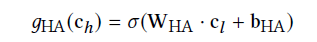 g_HA(c_h) = σ(W_HA · c_l + b_HA)